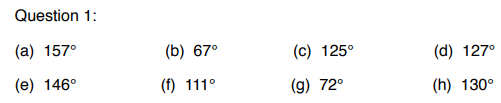 Question 1:
(a) 157° (b) 67° (c) 125° (d) 127°
(e) 146° (f) 111° (g) 72° (h) 130°